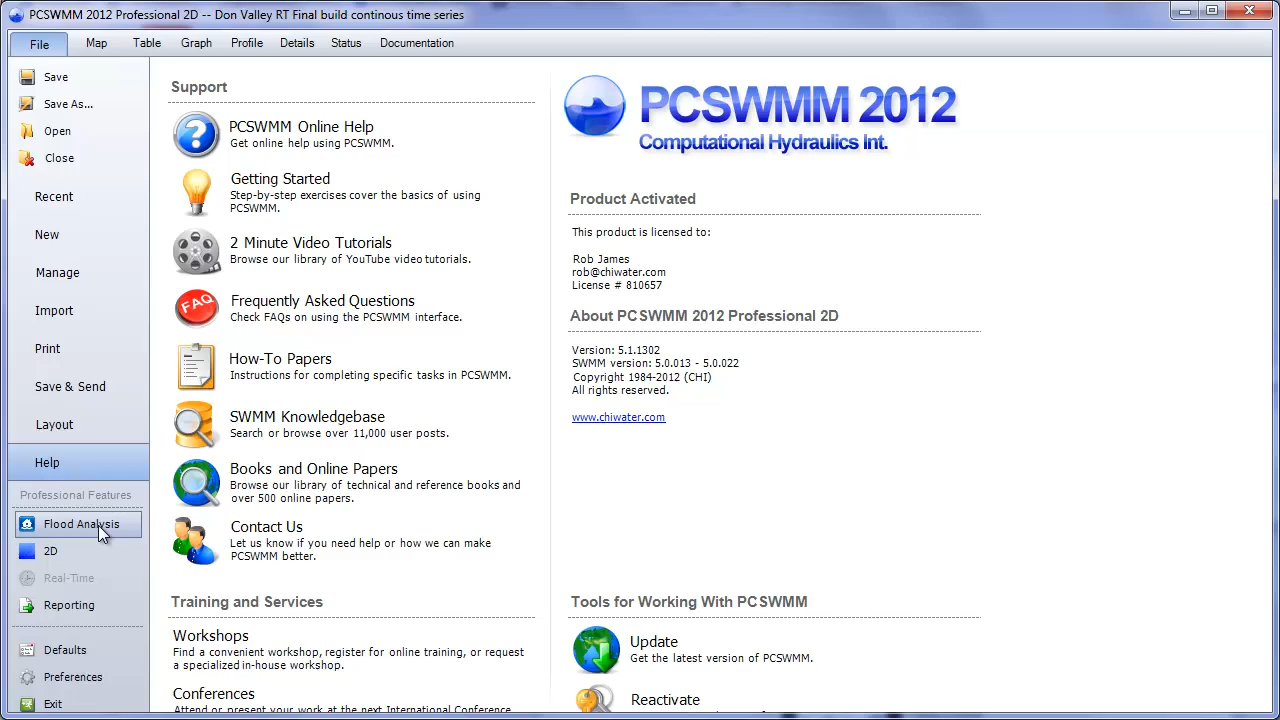 PCSWMM 2012 Professional 2D -- Don Valley RT Final build continous time series
File
Map
Table
Graph
Profile
Details
Status
Documentation
Save
Save As...
Open
Close
Recent
New
Manage
Import
Print
Save & Send
Layout
Help
Professional Features
Flood Analysis
2D
Real-Time
Reporting
Defaults
Preferences
Exit
Support
PCSWMM Online Help
Get online help using PCSWMM.
Getting Started
Step-by-step exercises cover the basics of using
PCSWMM.
2 Minute Video Tutorials
Browse our library of YouTube video tutorials.
FAQ
Frequently Asked Questions
Check FAQs on using the PCSWMM interface.
How-To Papers
Instructions for completing specific tasks in PCSWMM.
SWMM Knowledgebase
Search or browse over 11,000 user posts.
Books and Online Papers
Browse our library of technical and reference books and
over 500 online papers.
Contact Us
Let us know if you need help or how we can make
PCSWMM better.
Training and Services
Workshops
Find a convenient workshop, register for online training, or request
a specialized in-house workshop.
Conferences
Attend or present your work at the next International Conference
PCSWMM 2012
Computational Hydraulics Int.
Product Activated
This product is licensed to:
Rob James
rob@chiwater.com
License # 810657
About PCSWMM 2012 Professional 2D
Version: 5.1.1302
SWMM version: 5.0.013 - 5.0.022
Copyright 1984-2012 (CHI)
All rights reserved.
www.chiwater.com
Tools for Working With PCSWMM
Update
Get the latest version of PCSWMM.
Reactivate